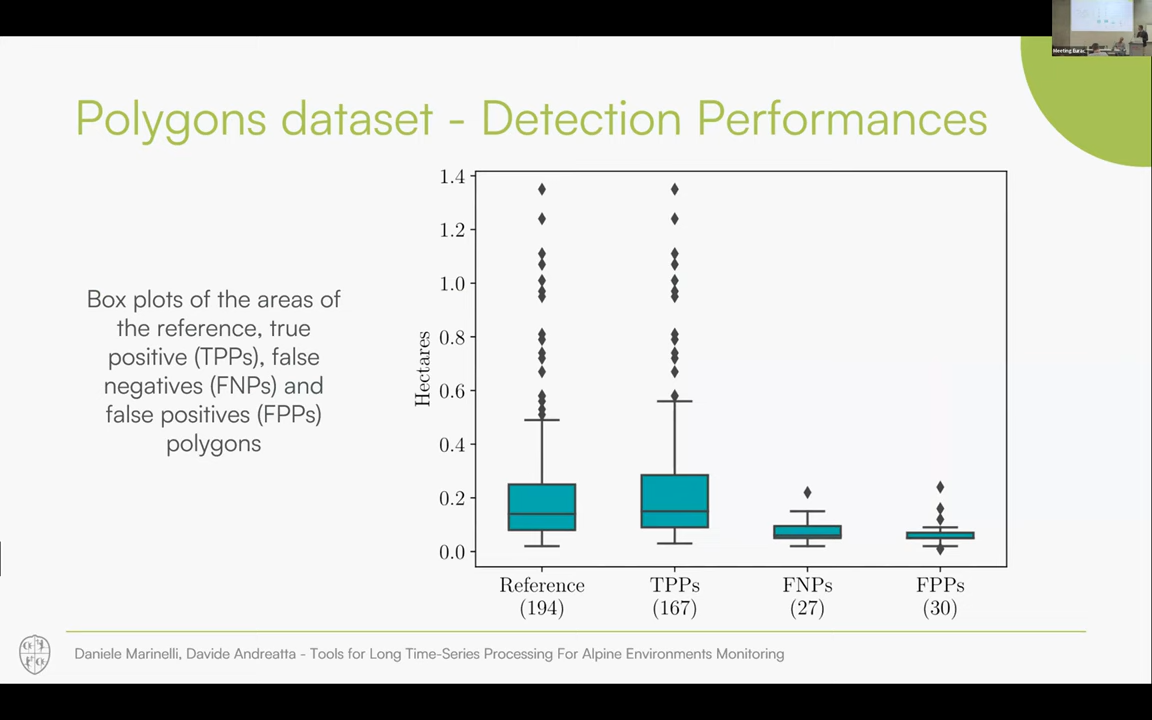 Meeting Eurac
Polygons dataset - Detection Performances
Box plots of the areas of
the reference, true
positive (TPPs), false
negatives (FNPs) and
false positives (FPPs)
polygons
Hectares
1.4
1.2
1.0
0.8
0.6
0.4
0.2
0.0
Reference
(194)
TPPs
(167)
FNPs
(27)
FPPs
(30)
Daniele Marinelli, Davide Andreatta - Tools for Long Time-Series Processing For Alpine Environments Monitoring